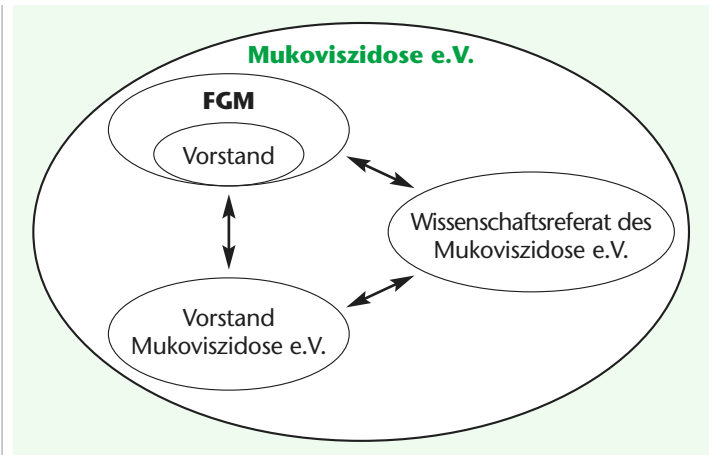 Mukoviszidose e.V.
FGM
Vorstand
Wissenschaftsreferat des
Mukoviszidose e.V.
Vorstand
Mukoviszidose e.V.